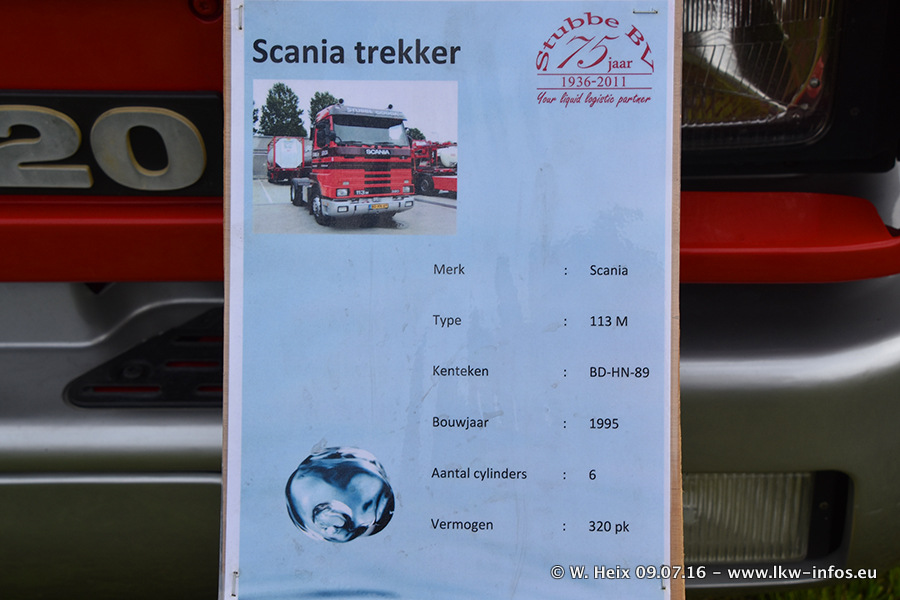 Scania trekker
Stubbe BV
75
jaar
1936-2011
Your liquid logistic partner
20
SCANIA
113M
Merk : Scania
Type : 113 M
Kenteken : BD-HN-89
Bouwjaar : 1995
Aantal cylinders : 6
Vermogen : 320 pk
© W. Heix 09.07.16 – www.lkw-infos.eu